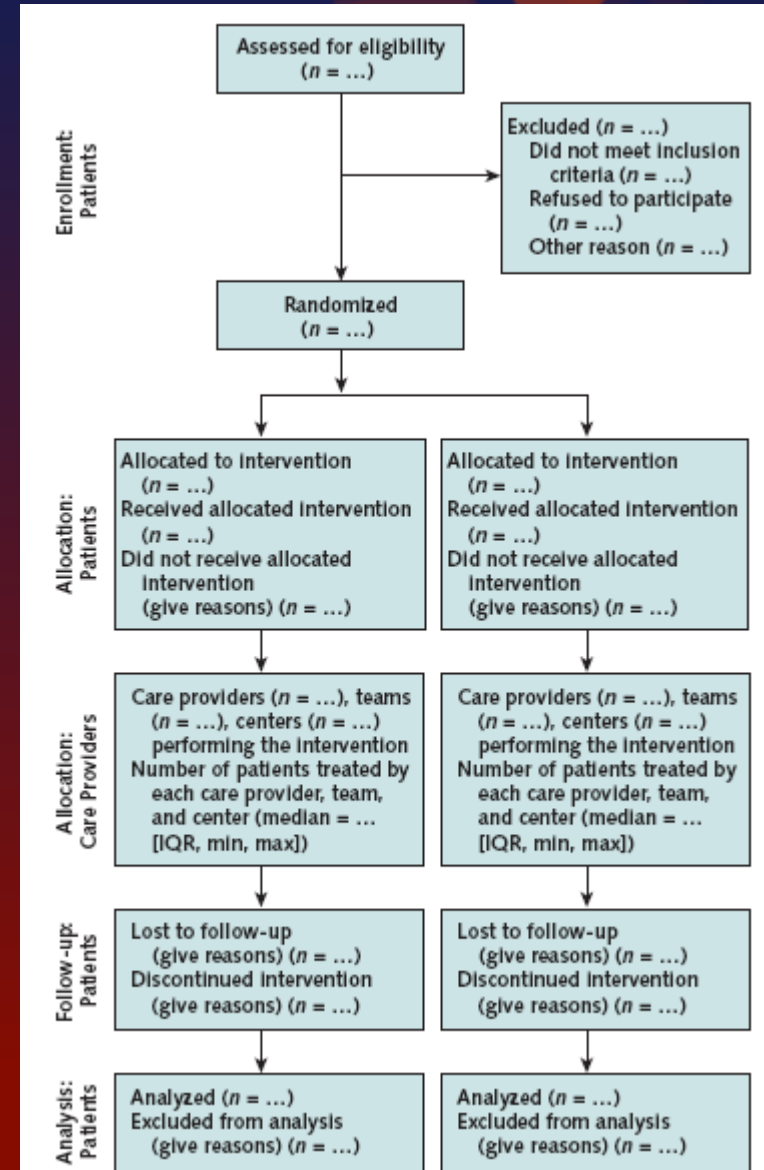 Assessed for eligibility
(n = ...)
Enrollment:
Patients
Excluded (n = ...)
Did not meet inclusion
criteria (n = ...)
Refused to participate
(n = ...)
Other reason (n = ...)
Randomized
(n = ...)
Allocation:
Patients
Allocated to intervention
(n = ...)
Received allocated intervention
(n = ...)
Did not receive allocated
intervention
(give reasons) (n = ...)
Allocated to intervention
(n = ...)
Received allocated intervention
(n = ...)
Did not receive allocated
intervention
(give reasons) (n = ...)
Allocation:
Care Providers
Care providers (n = ...), teams
(n = ...), centers (n = ...)
performing the intervention
Number of patients treated by
each care provider, team,
and center (median = ...
[IQR, min, max])
Care providers (n = ...), teams
(n = ...), centers (n = ...)
performing the intervention
Number of patients treated by
each care provider, team,
and center (median = ...
[IQR, min, max])
Follow-up:
Patients
Lost to follow-up
(give reasons) (n = ...)
Discontinued intervention
(give reasons) (n = ...)
Lost to follow-up
(give reasons) (n = ...)
Discontinued intervention
(give reasons) (n = ...)
Analysis:
Patients
Analyzed (n = ...)
Excluded from analysis
(give reasons) (n = ...)
Analyzed (n = ...)
Excluded from analysis
(give reasons) (n = ...)